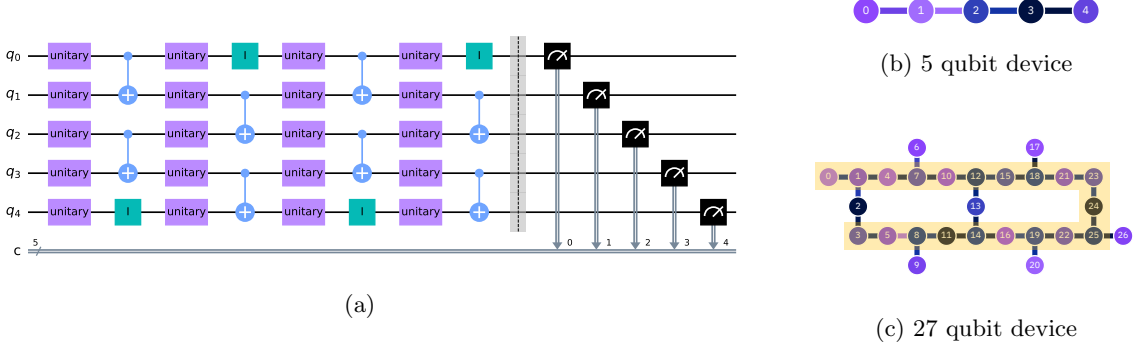 0 1 2 3 4
(b) 5 qubit device
q0 unitary unitary I unitary unitary I
q1 unitary unitary unitary unitary
q2 unitary unitary unitary unitary
q3 unitary unitary unitary unitary
q4 unitary I unitary unitary I unitary
c 5 0 1 2 3 4
(a)
6 17
0 1 4 7 10 12 15 18 21 23
2 13 24
3 5 8 11 14 16 19 22 25 26
9 20
(c) 27 qubit device